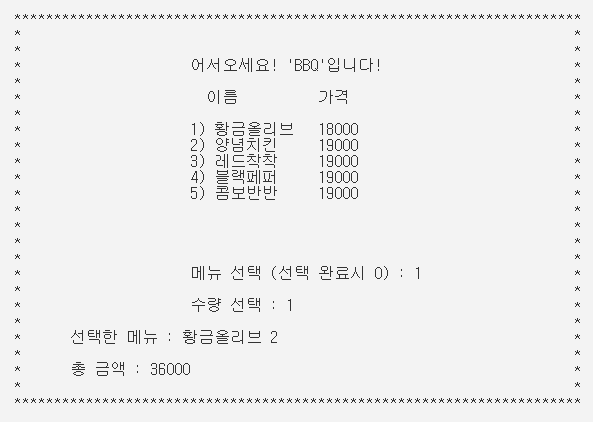 어서오세요! 'BBQ'입니다!
이름 가격
1) 황금올리브 18000
2) 양념치킨 19000
3) 레드착착 19000
4) 블랙페퍼 19000
5) 콤보반반 19000
메뉴 선택 (선택 완료시 0) : 1
수량 선택 : 1
선택한 메뉴 : 황금올리브 2
총 금액 : 36000